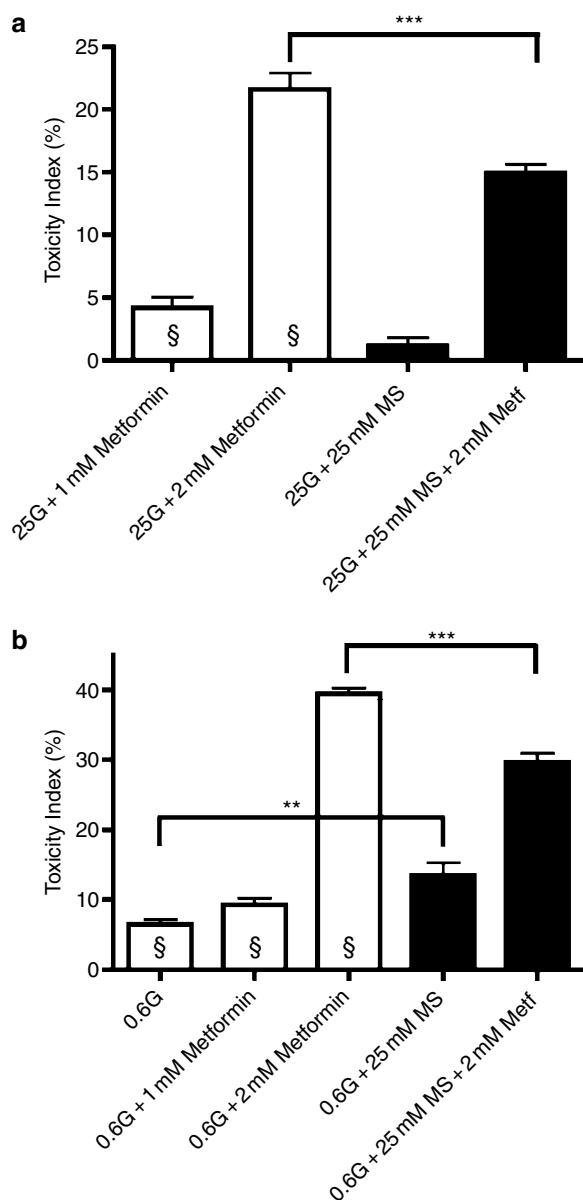 a
***
25
20
15
10
5
0
Toxicity Index (%)
§
§
25G + 1 mM Metformin
25G + 2 mM Metformin
25G + 25 mM MS
25G + 25 mM MS + 2 mM Metf
b
***
40
30
20
10
0
Toxicity Index (%)
**
§
§
§
0.6G
0.6G + 1 mM Metformin
0.6G + 2 mM Metformin
0.6G + 25 mM MS
0.6G + 25 mM MS + 2 mM Metf